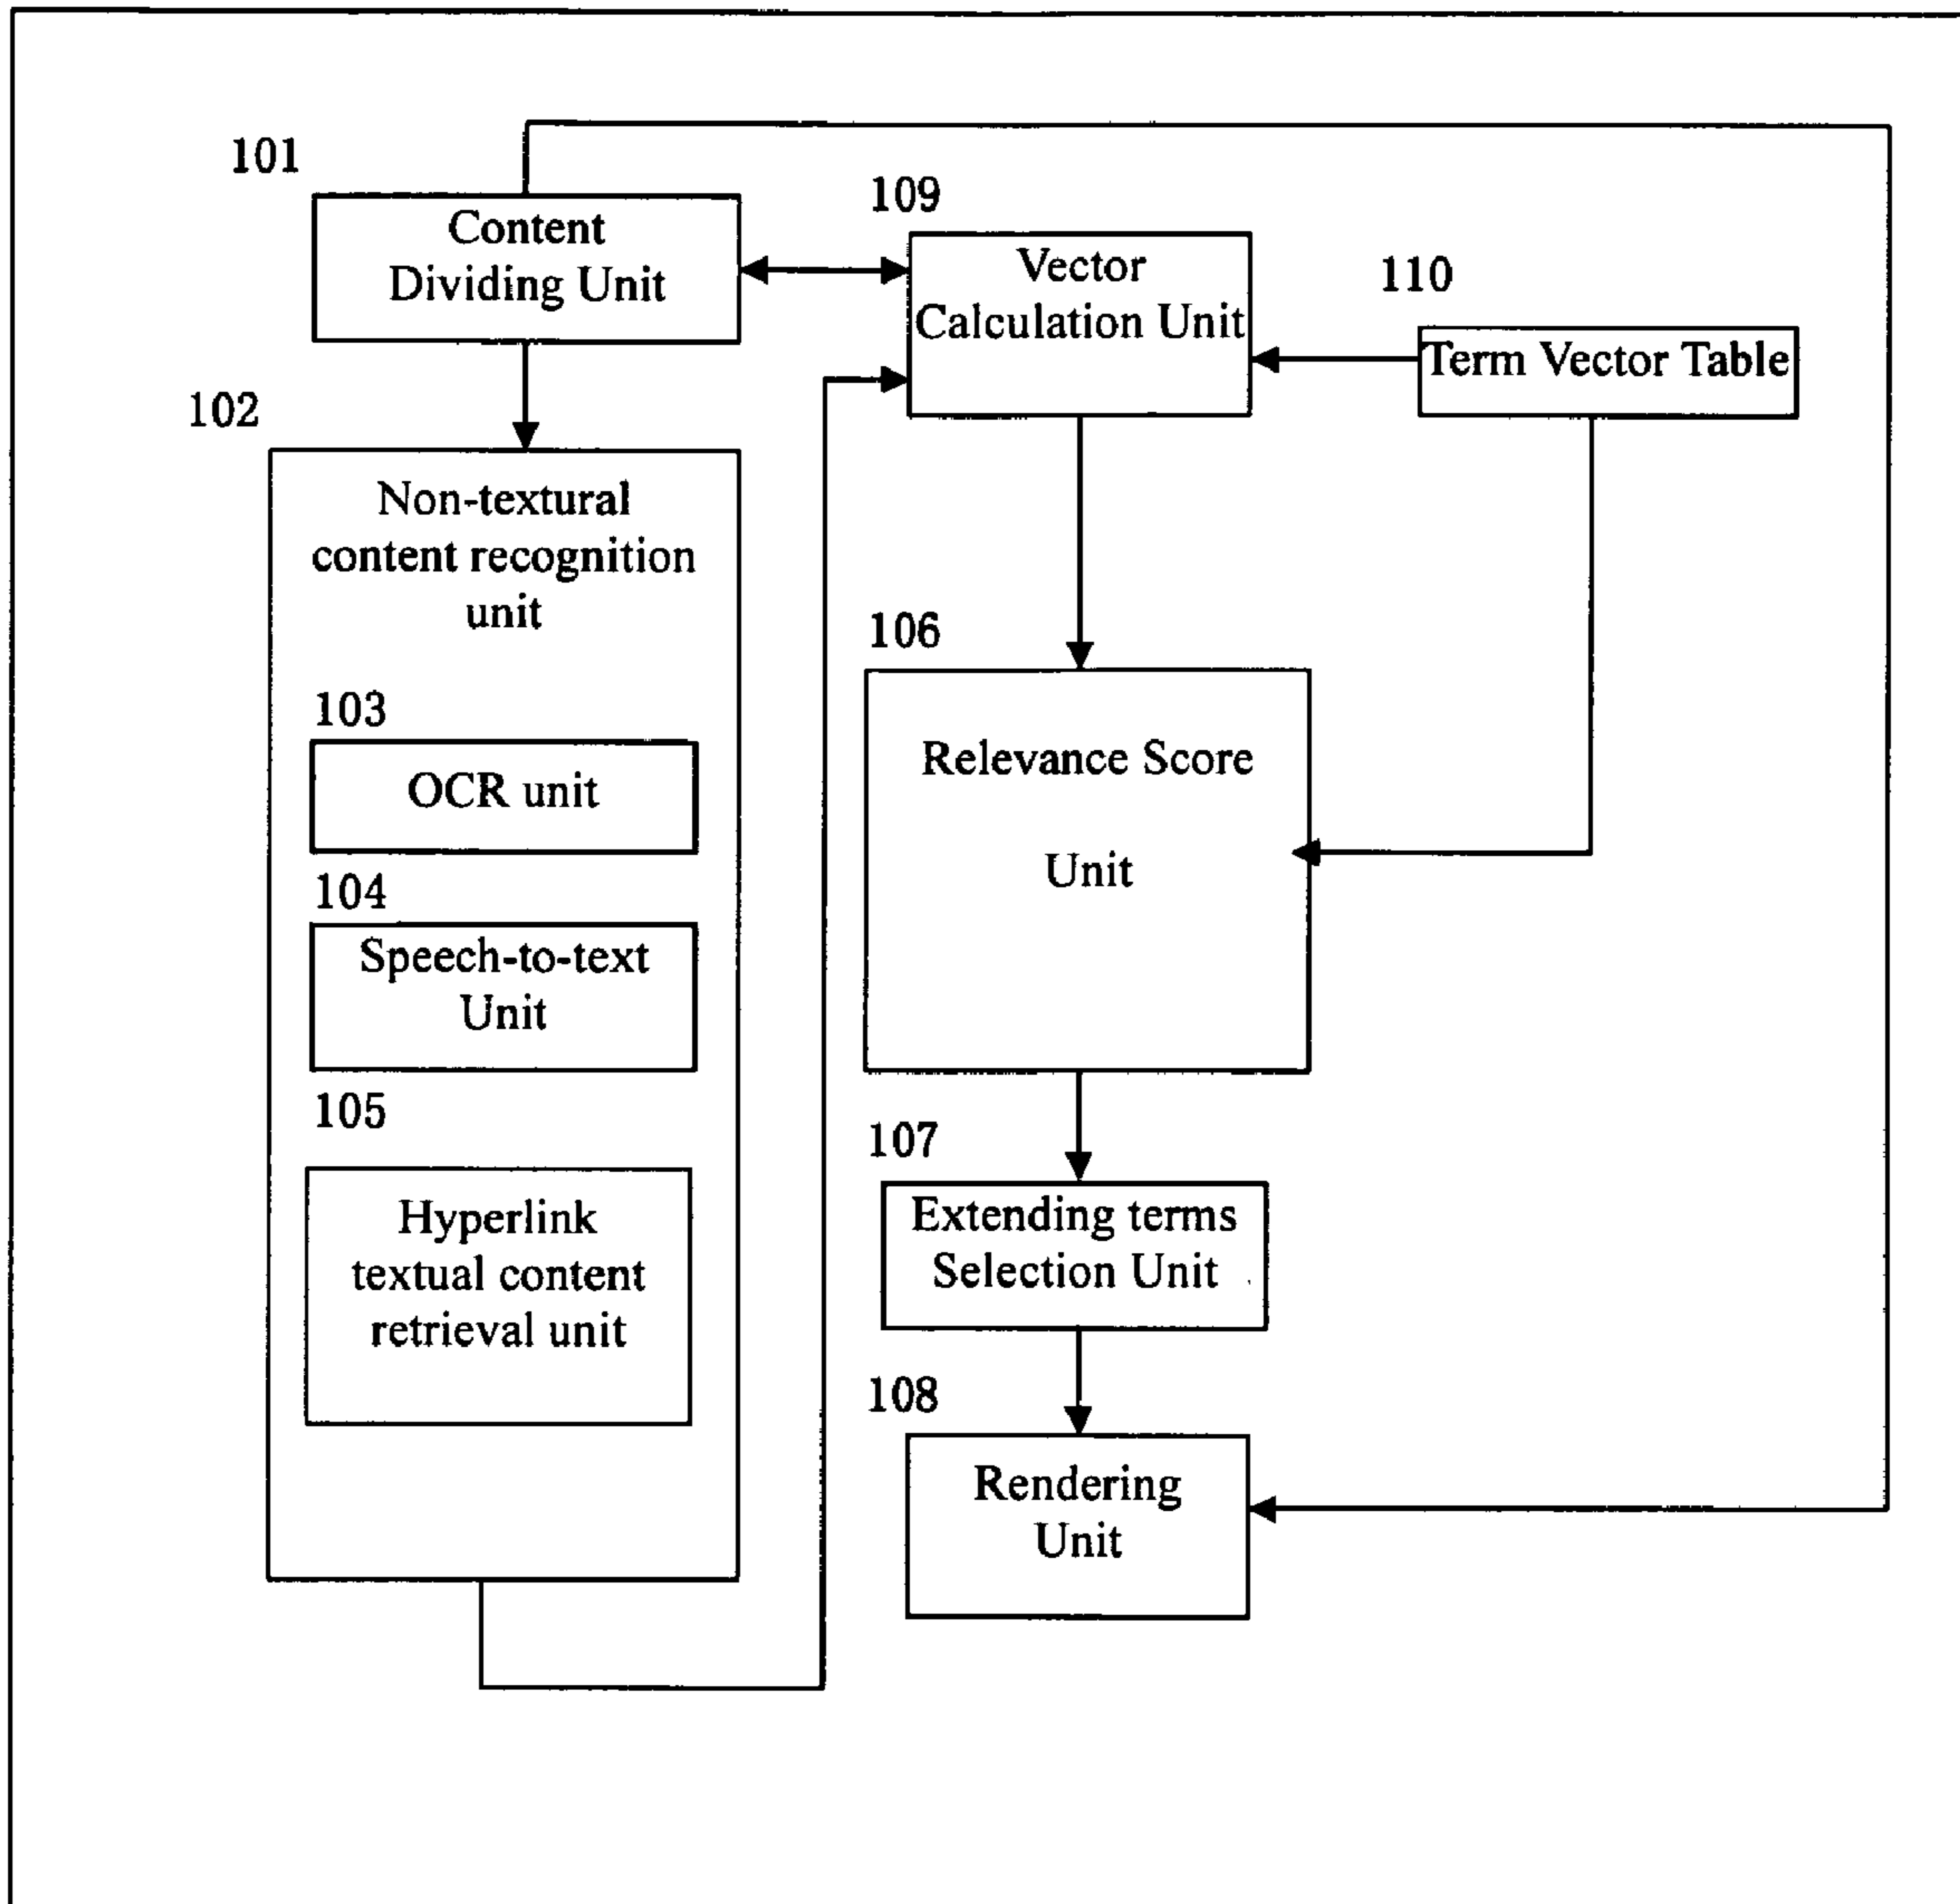 101
Content
Dividing Unit
109
Vector
Calculation Unit
110
Term Vector Table
102
Non-textural
content recognition
unit
103
OCR unit
104
Speech-to-text
Unit
105
Hyperlink
textual content
retrieval unit
106
Relevance Score
Unit
107
Extending terms
Selection Unit
108
Rendering
Unit